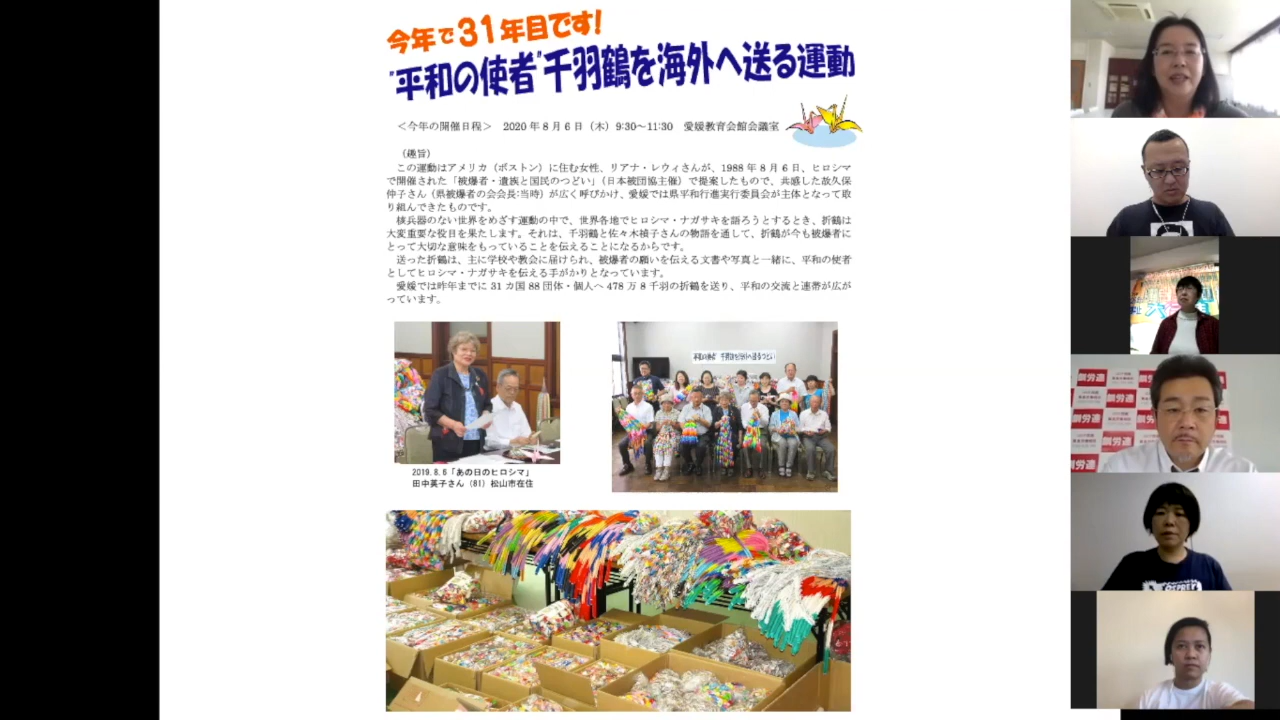 今年で31年目です!
"平和の使者"千羽鶴を海外へ送る運動
＜今年の開催日程＞ 2020年8月6日(木)9:30〜11:30 愛媛教育会館会議室
(趣旨)
この運動はアメリカ(ボストン)に住む女性、リアナ・レウィさんが、1988年8月6日、ヒロシマ
で開催された「被爆者・遺族と国民のつどい」(日本被団協主催)で提案したもので、共感した故久保
仲子さん(県被爆者の会会長:当時)が広く呼びかけ、愛媛では県平和行進実行委員会が主体となって取
り組んできたものです。
核兵器のない世界をめざす運動の中で、世界各地でヒロシマ・ナガサキを語ろうとするとき、折鶴は
大変重要な役目を果たします。それは、千羽鶴と佐々木禎子さんの物語を通して、折鶴が今も被爆者に
とって大切な意味をもっていることを伝えることになるからです。
送った折鶴は、主に学校や教会に届けられ、被爆者の願いを伝える文書や写真と一緒に、平和の使者
としてヒロシマ・ナガサキを伝える手がかりとなっています。
愛媛では昨年までに31カ国88団体・個人へ478万8千羽の折鶴を送り、平和の交流と連帯が広が
っています。
平和の使者 千羽鶴を海外へ送るつどい
2019.8.6「あの日のヒロシマ」
田中英子さん(81)松山市在住